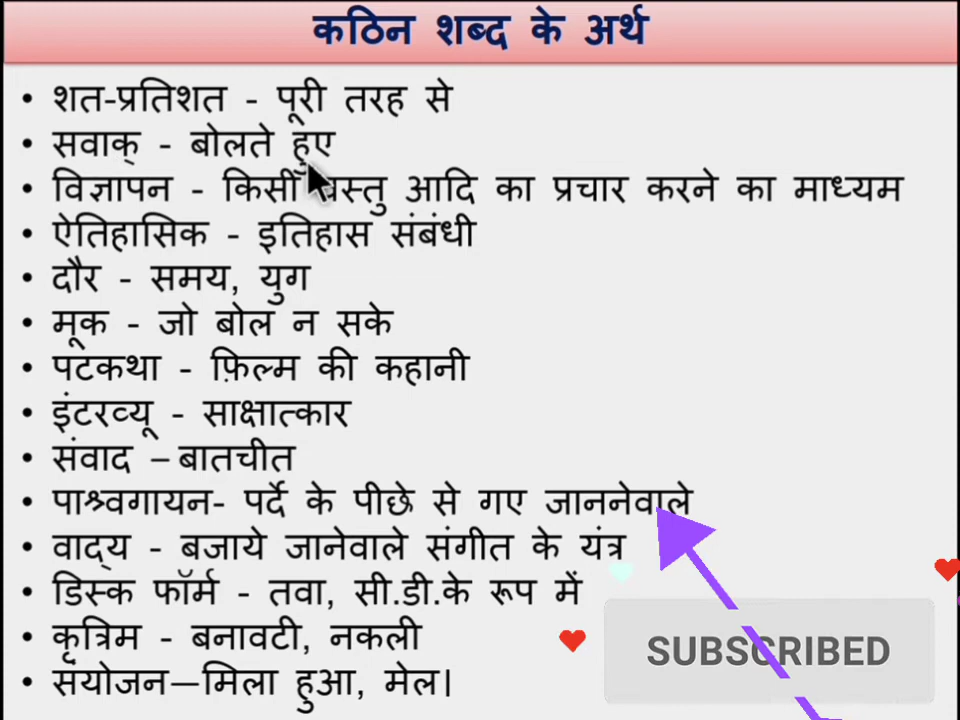 कठिन शब्द के अर्थ
• शत-प्रतिशत - पूरी तरह से
• सवाक् - बोलते हुए
• विज्ञापन - किसी वस्तु आदि का प्रचार करने का माध्यम
• ऐतिहासिक - इतिहास संबंधी
• दौर - समय, युग
• मूक - जो बोल न सके
• पटकथा - फ़िल्म की कहानी
• इंटरव्यू - साक्षात्कार
• संवाद – बातचीत
• पाश्र्वगायन- पर्दे के पीछे से गए जाननेवाले
• वाद्य - बजाये जानेवाले संगीत के यंत्र
• डिस्क फॉर्म - तवा, सी.डी.के रूप में
• कृत्रिम - बनावटी, नकली
• संयोजन—मिला हुआ, मेल।
SUBSCRIBED